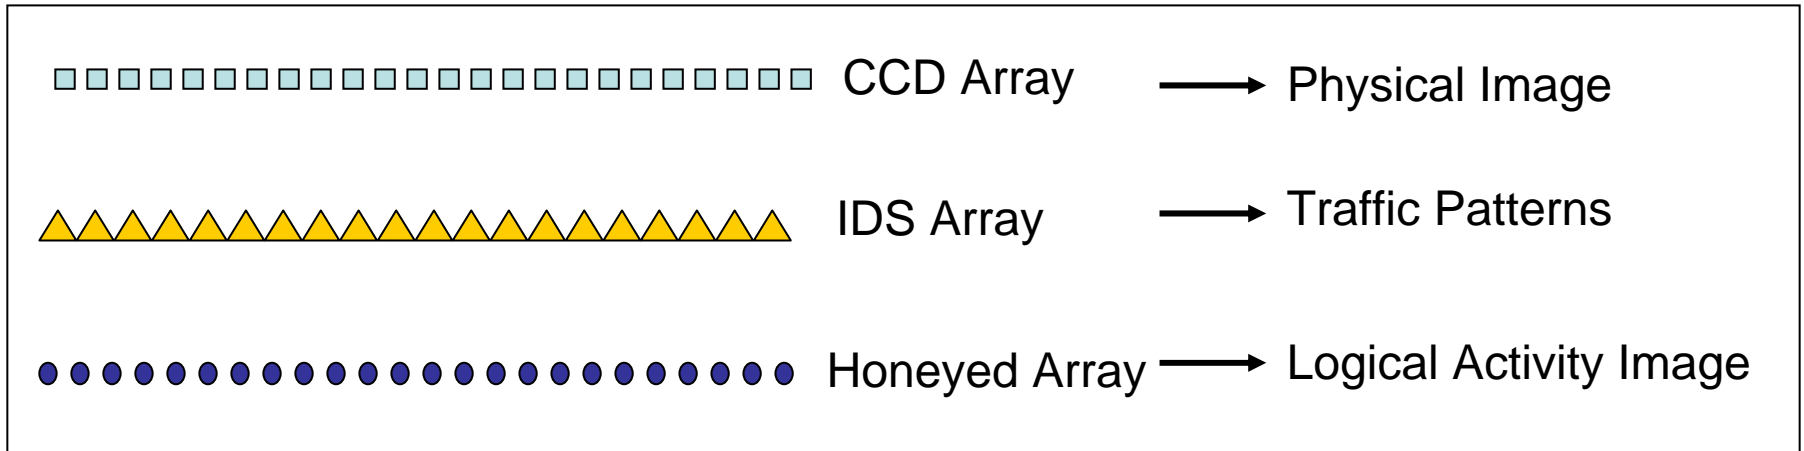 CCD Array Physical Image
IDS Array Traffic Patterns
Honeyed Array Logical Activity Image